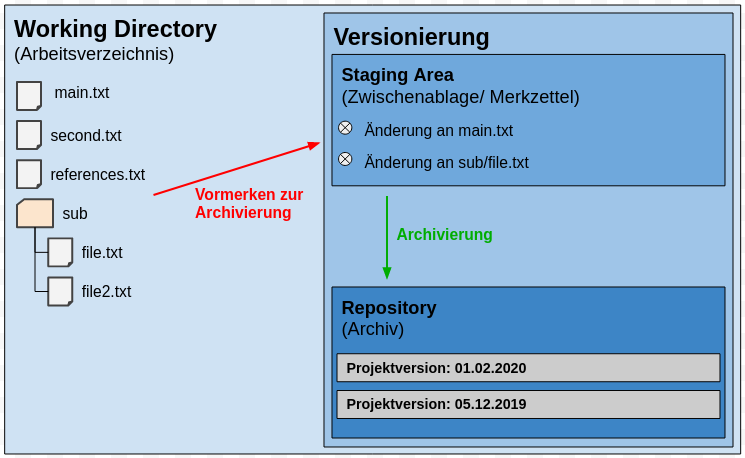 Working Directory
(Arbeitsverzeichnis)
main.txt
second.txt
references.txt
sub
file.txt
file2.txt
Vormerken zur
Archivierung
Versionierung
Staging Area
(Zwischenablage/ Merkzettel)
Änderung an main.txt
Änderung an sub/file.txt
Archivierung
Repository
(Archiv)
Projektversion: 01.02.2020
Projektversion: 05.12.2019